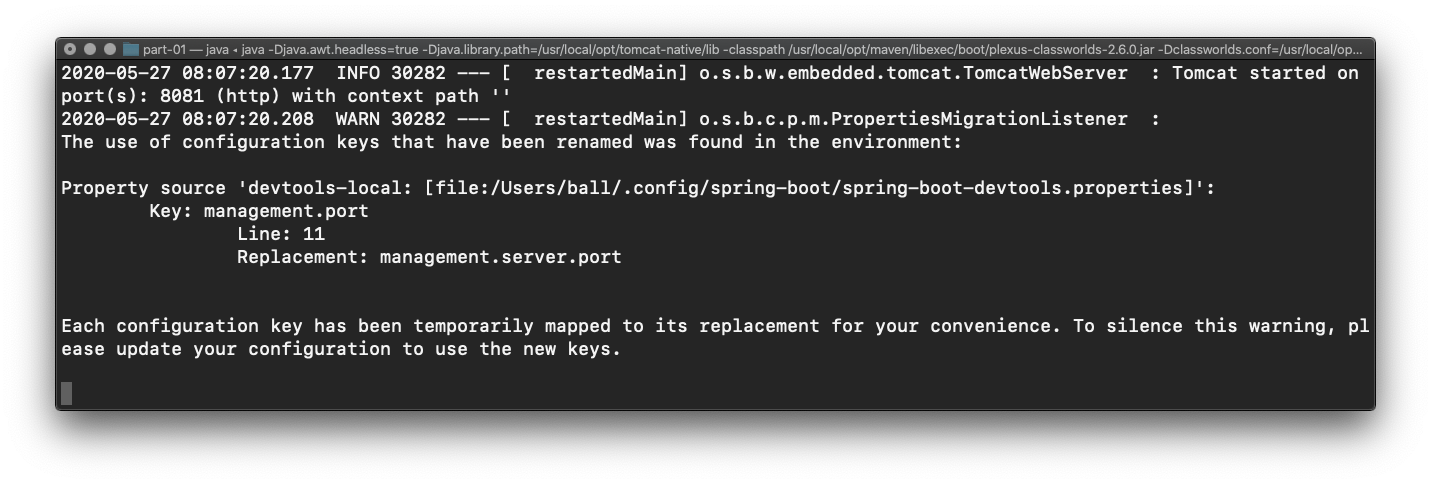 part-01 — java ◂ java -Djava.awt.headless=true -Djava.library.path=/usr/local/opt/tomcat-native/lib -classpath /usr/local/opt/maven/libexec/boot/plexus-classworlds-2.6.0.jar -Dclassworlds.conf=/usr/local/op...
2020-05-27 08:07:20.177  INFO 30282 --- [  restartedMain] o.s.b.w.embedded.tomcat.TomcatWebServer  : Tomcat started on
port(s): 8081 (http) with context path ''
2020-05-27 08:07:20.208  WARN 30282 --- [  restartedMain] o.s.b.c.p.m.PropertiesMigrationListener  :
The use of configuration keys that have been renamed was found in the environment:
Property source 'devtools-local: [file:/Users/ball/.config/spring-boot/spring-boot-devtools.properties]':
Key: management.port
Line: 11
Replacement: management.server.port
Each configuration key has been temporarily mapped to its replacement for your convenience. To silence this warning, pl
ease update your configuration to use the new keys.